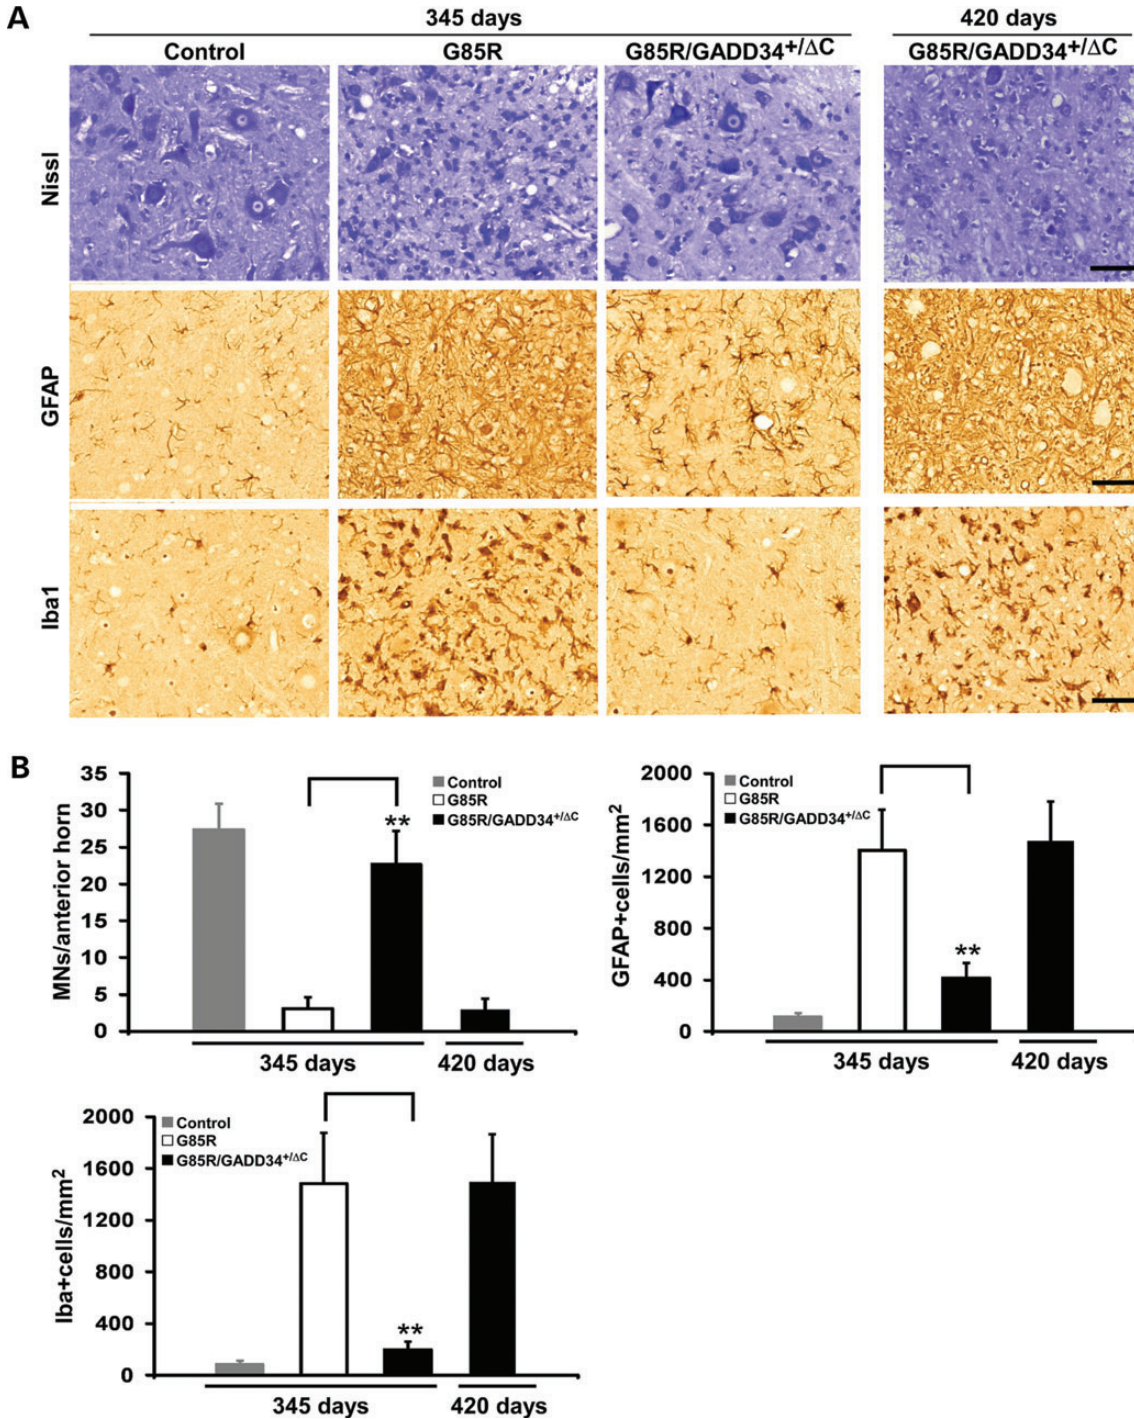 A
345 days
420 days
Control
G85R
G85R/GADD34+/ΔC
G85R/GADD34+/ΔC
Nissl
GFAP
Iba1
B
MNs/anterior horn
35
30
25
20
15
10
5
0
Control
G85R
G85R/GADD34+/ΔC
**
345 days
420 days
GFAP+cells/mm2
2000
1600
1200
800
400
0
Control
G85R
G85R/GADD34+/ΔC
**
345 days
420 days
Iba+cells/mm2
2000
1600
1200
800
400
0
Control
G85R
G85R/GADD34+/ΔC
**
345 days
420 days